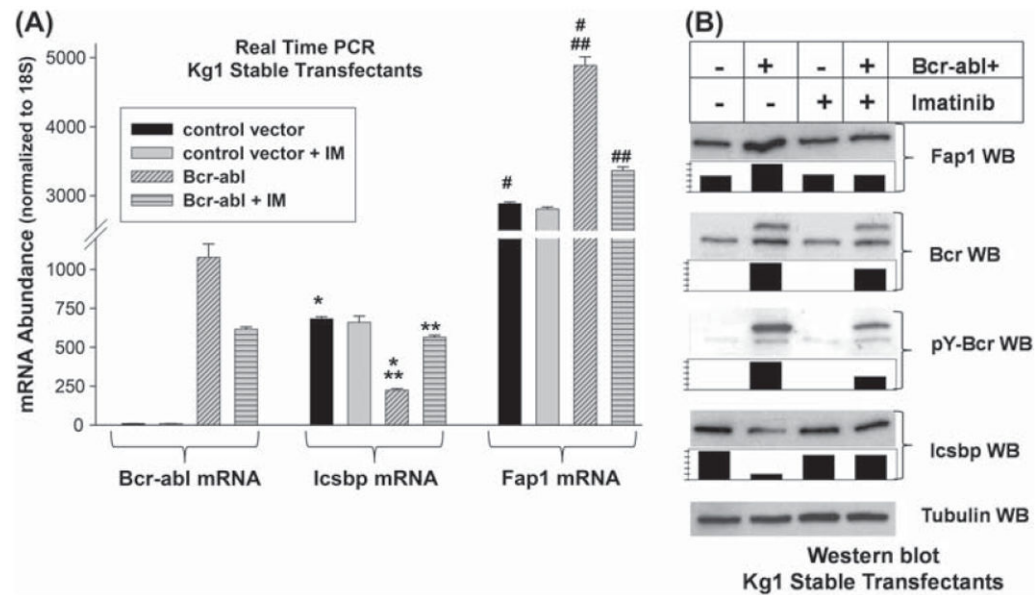 (A)
Real Time PCR
Kg1 Stable Transfectants
mRNA Abundance (normalized to 18S)
5000
4000
3000
1000
750
500
250
0
control vector
control vector + IM
Bcr-abl
Bcr-abl + IM
*
*
**
**
#
#
##
##
Bcr-abl mRNA
Icsbp mRNA
Fap1 mRNA
(B)
- + - + Bcr-abl+
- - + + Imatinib
Fap1 WB
Bcr WB
pY-Bcr WB
Icsbp WB
Tubulin WB
Western blot
Kg1 Stable Transfectants